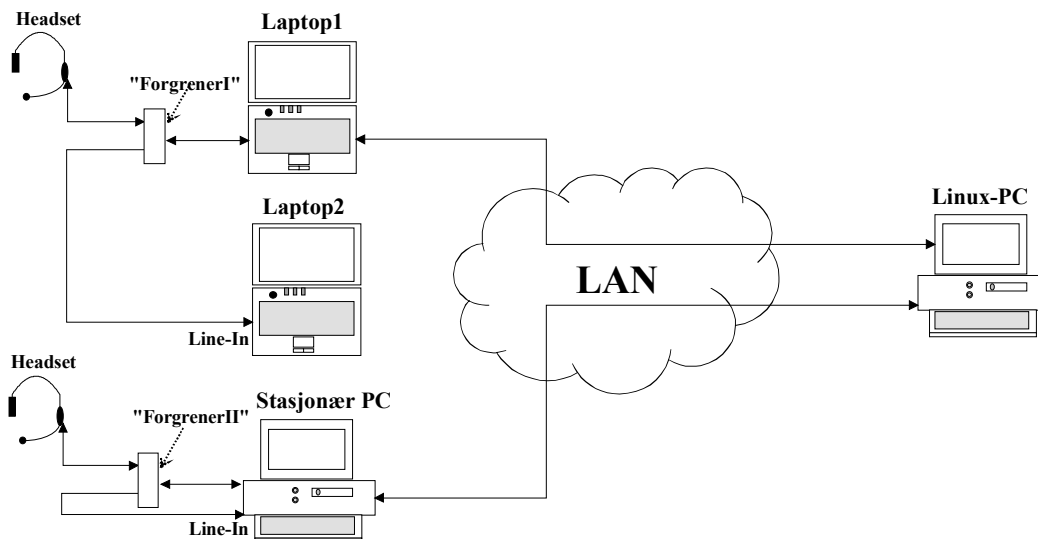 Headset
Laptop1
"ForgrenerI"
Laptop2
Linux-PC
LAN
Line-In
Headset
Stasjonær PC
"ForgrenerII"
Line-In